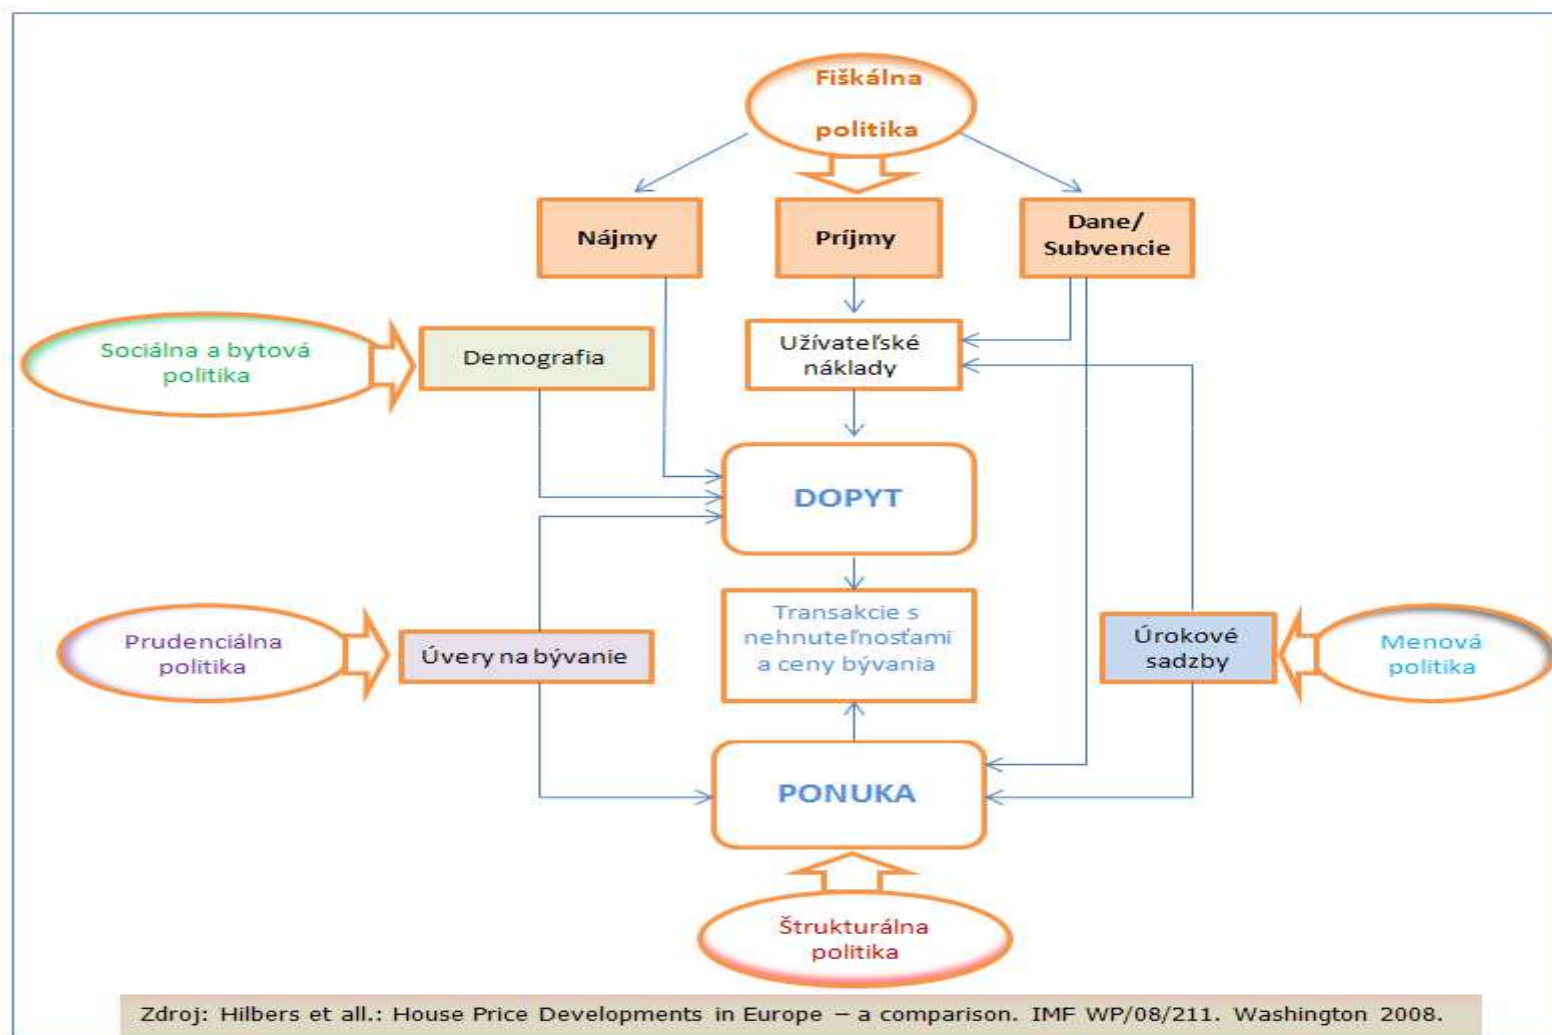 Fiškálna
politika
Nájmy
Príjmy
Dane/
Subvencie
Sociálna a bytová
politika
Demografia
Užívateľské
náklady
DOPYT
Prudenciálna
politika
Úvery na bývanie
Transakcie s
nehnuteľnosťami
a ceny bývania
Úrokové
sadzby
Menová
politika
PONUKA
Štrukturálna
politika
Zdroj: Hilbers et all.: House Price Developments in Europe – a comparison. IMF WP/08/211. Washington 2008.